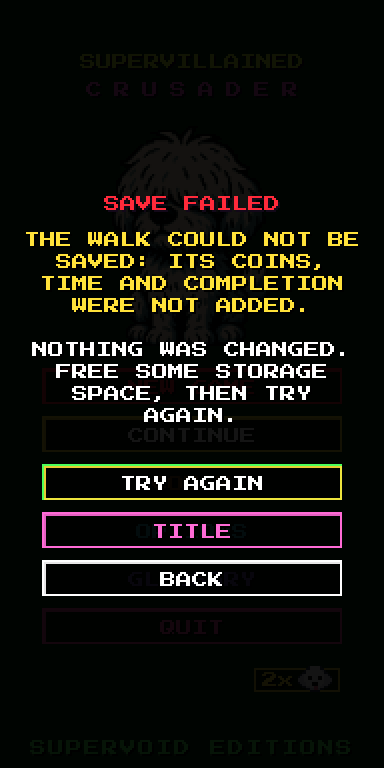 SUPERVILLAINED
CRUSADER
SAVE FAILED
THE WALK COULD NOT BE
SAVED: ITS COINS,
TIME AND COMPLETION
WERE NOT ADDED.
NOTHING WAS CHANGED.
FREE SOME STORAGE
SPACE, THEN TRY
AGAIN.
CONTINUE
TRY AGAIN
TITLE
BACK
QUIT
2x
SUPERVOID EDITIONS